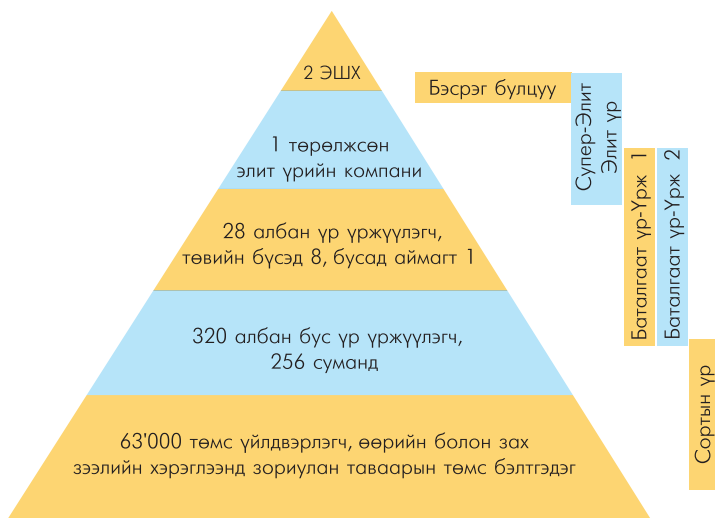 2 ЭШХ
1 төрөлжсөн
элит үрийн компани
28 албан үр үржүүлэгч,
төвийн бүсэд 8, бусад аймагт 1
320 албан бус үр үржүүлэгч,
256 суманд
63'000 төмс үйлдвэрлэгч, өөрийн болон зах
зээлийн хэрэглээнд зориулан таваарын төмс бэлтгэдэг
Бэсрэг булцуу
Супер-Элит
Элит үр
Баталгаат үр-Үрж 1
Баталгаат үр-Үрж 2
Сортын үр